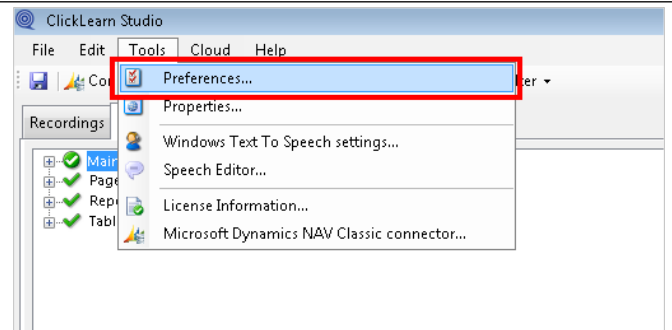 ClickLearn Studio
File Edit Tools Cloud Help
Preferences...
Properties...
Recordings
Windows Text To Speech settings...
Speech Editor...
License Information...
Microsoft Dynamics NAV Classic connector...